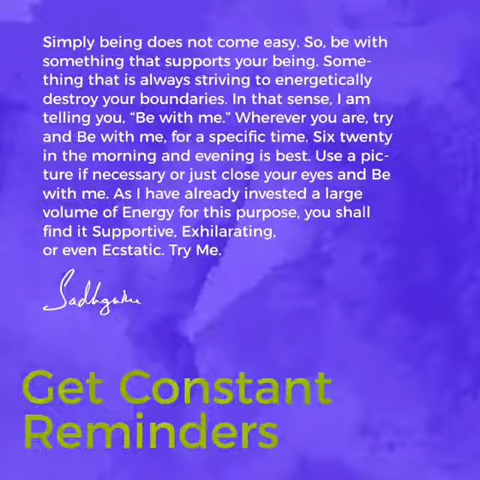 Simply being does not come easy. So, be with
something that supports your being. Some-
thing that is always striving to energetically
destroy your boundaries. In that sense, I am
telling you, “Be with me.” Wherever you are, try
and Be with me, for a specific time. Six twenty
in the morning and evening is best. Use a pic-
ture if necessary or just close your eyes and Be
with me. As I have already invested a large
volume of Energy for this purpose, you shall
find it Supportive, Exhilarating,
or even Ecstatic. Try Me.
Sadhguru
Get Constant
Reminders